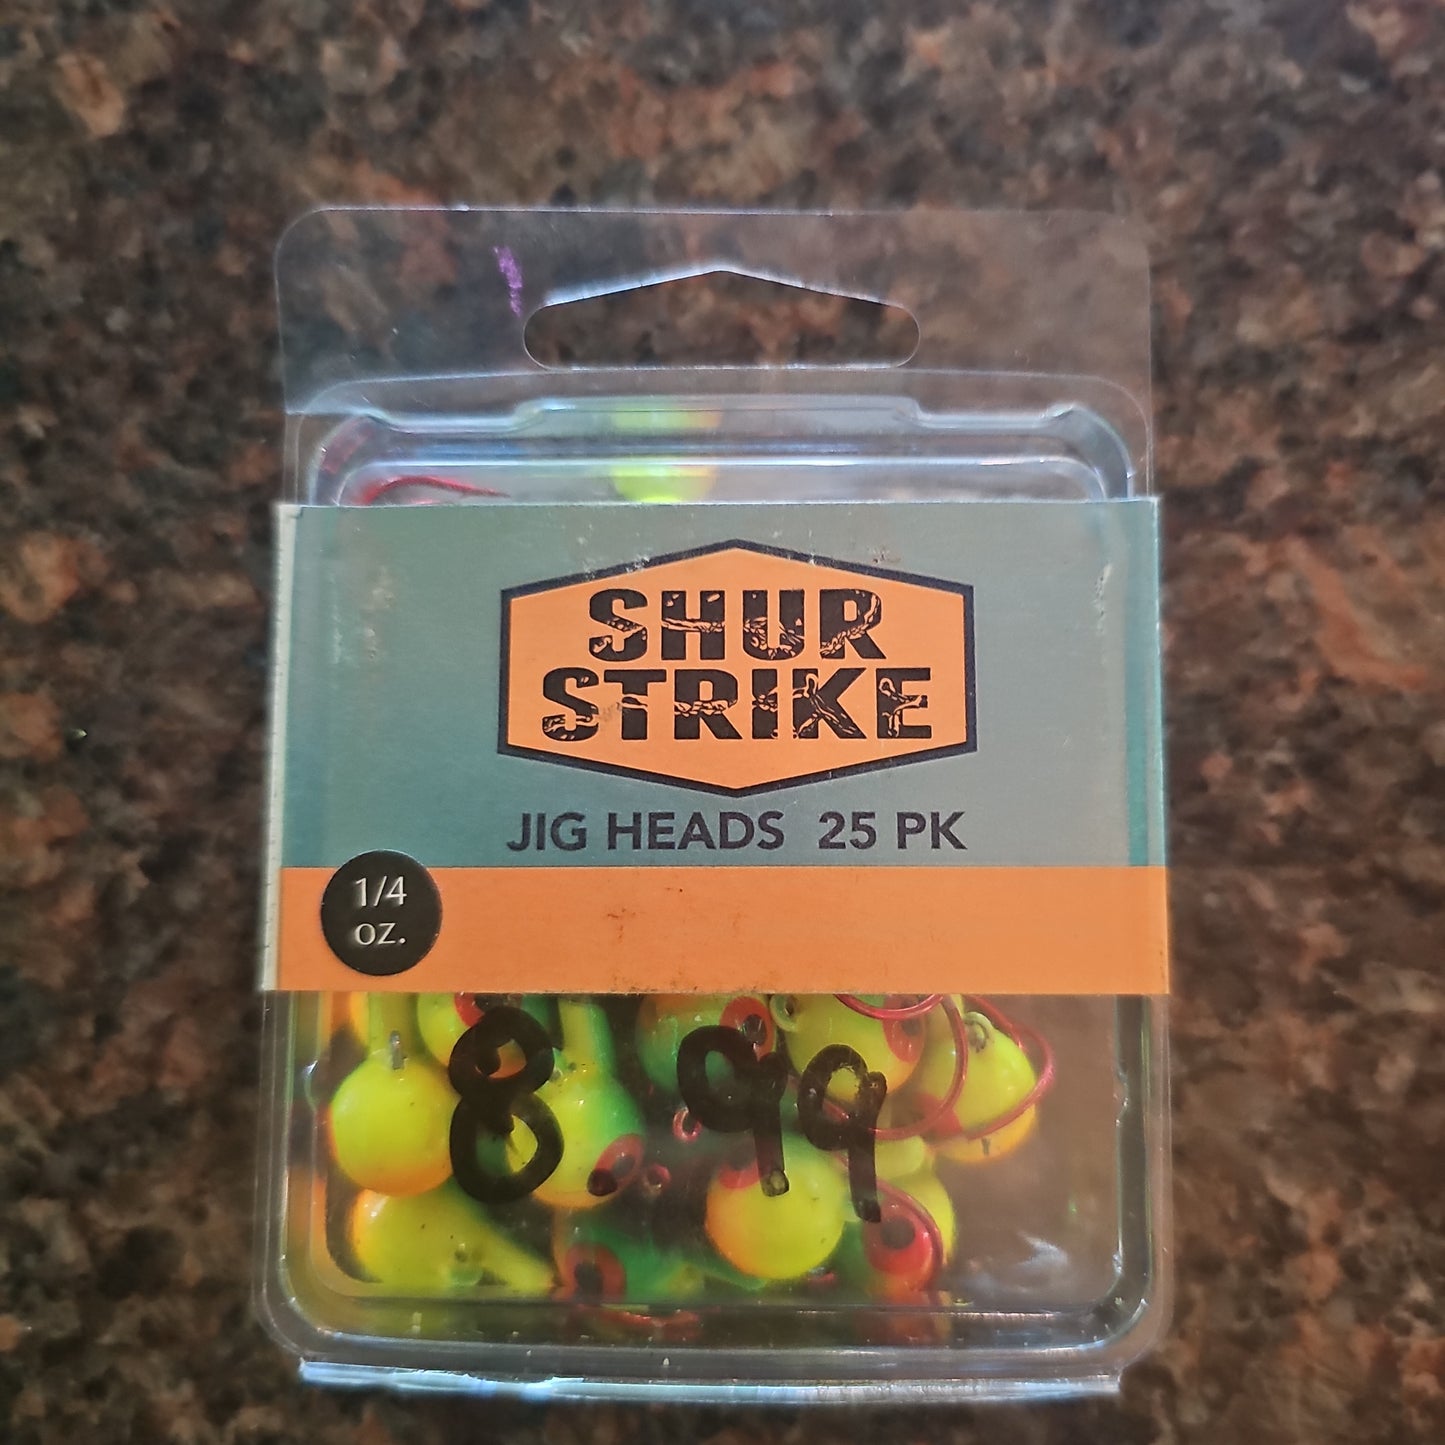 SHUR
STRIKE
JIG HEADS 25 PK
1/4
oz.
8 99